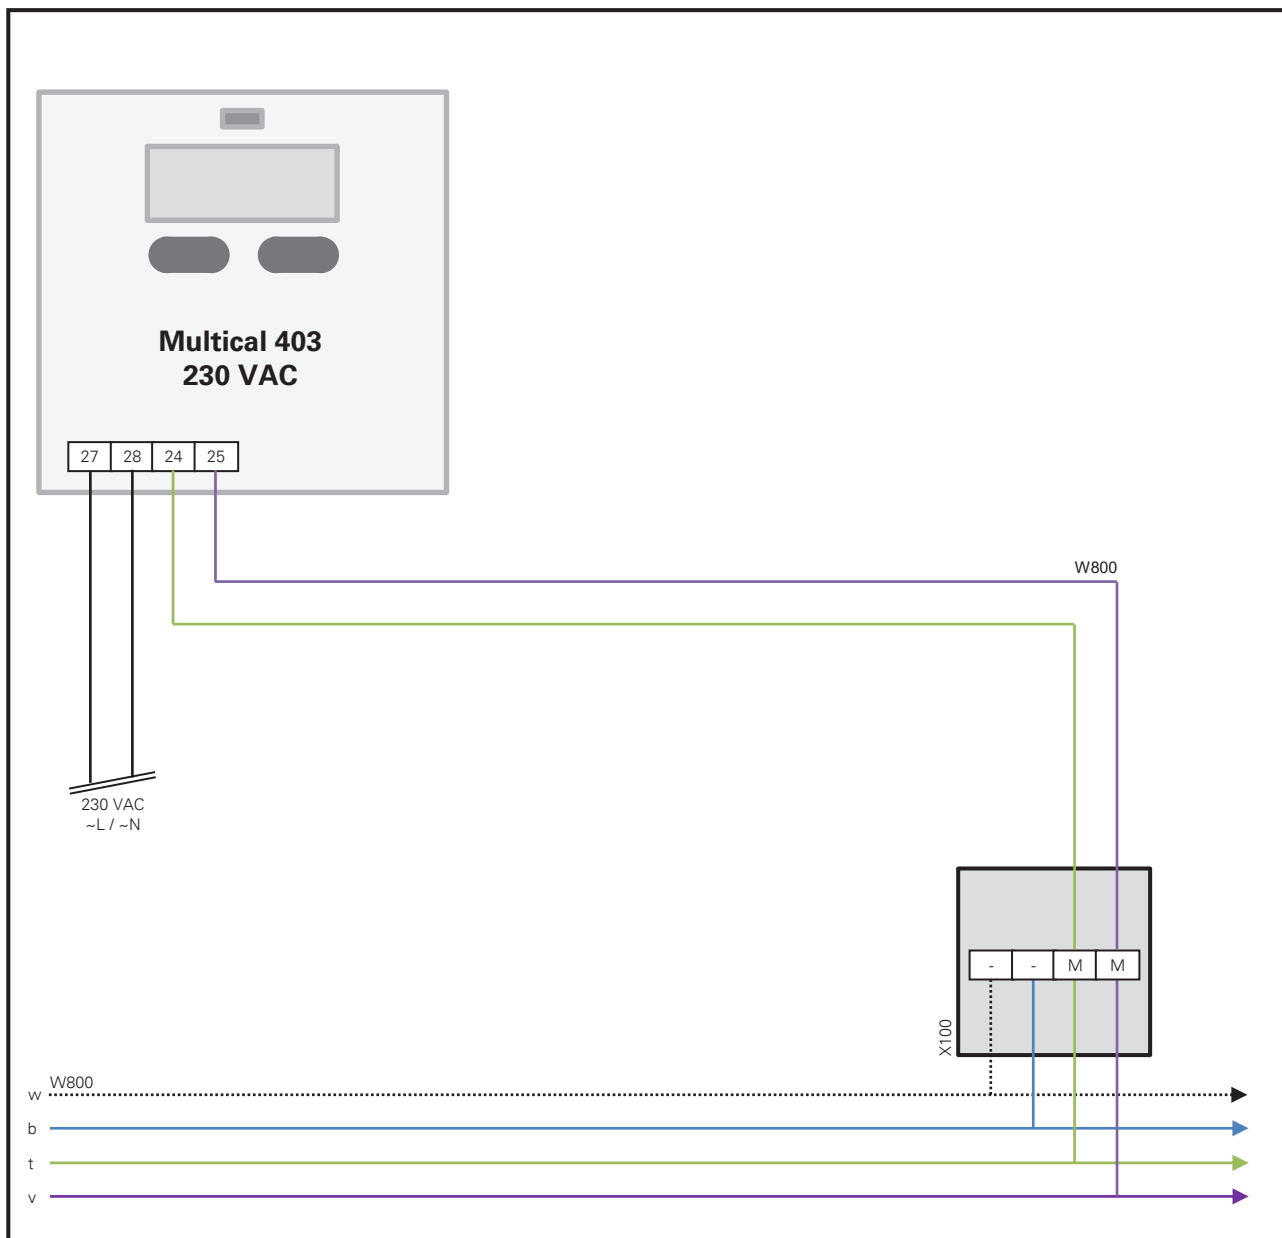 Multical 403
230 VAC
27 28 24 25
W800
230 VAC
~L / ~N
- - M M
X100
W800
w
b
t
v